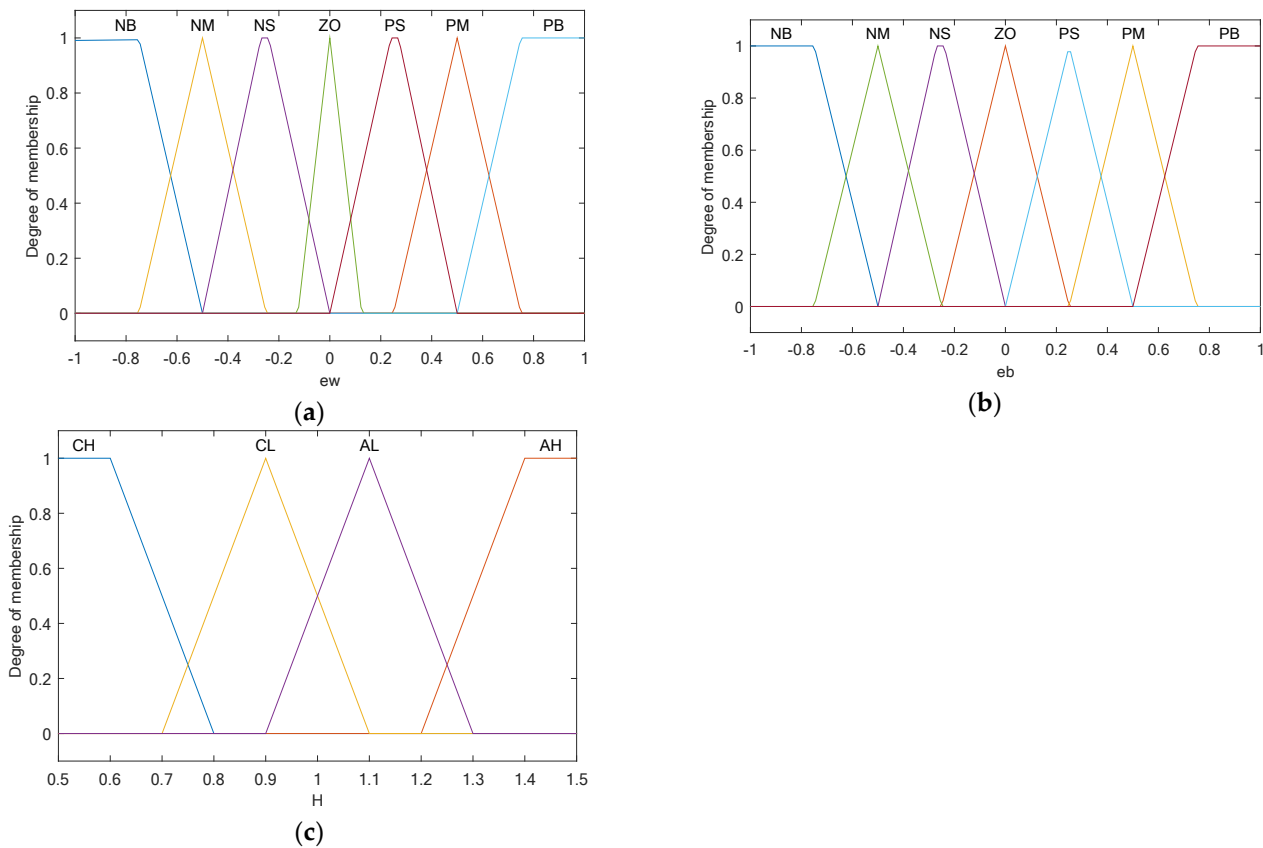 NB NM NS ZO PS PM PB
1
0.8
0.6
0.4
0.2
0
Degree of membership
-1 -0.8 -0.6 -0.4 -0.2 0 0.2 0.4 0.6 0.8 1
ew
(a)
NB NM NS ZO PS PM PB
1
0.8
0.6
0.4
0.2
0
Degree of membership
-1 -0.8 -0.6 -0.4 -0.2 0 0.2 0.4 0.6 0.8 1
eb
(b)
CH CL AL AH
1
0.8
0.6
0.4
0.2
0
Degree of membership
0.5 0.6 0.7 0.8 0.9 1 1.1 1.2 1.3 1.4 1.5
H
(c)